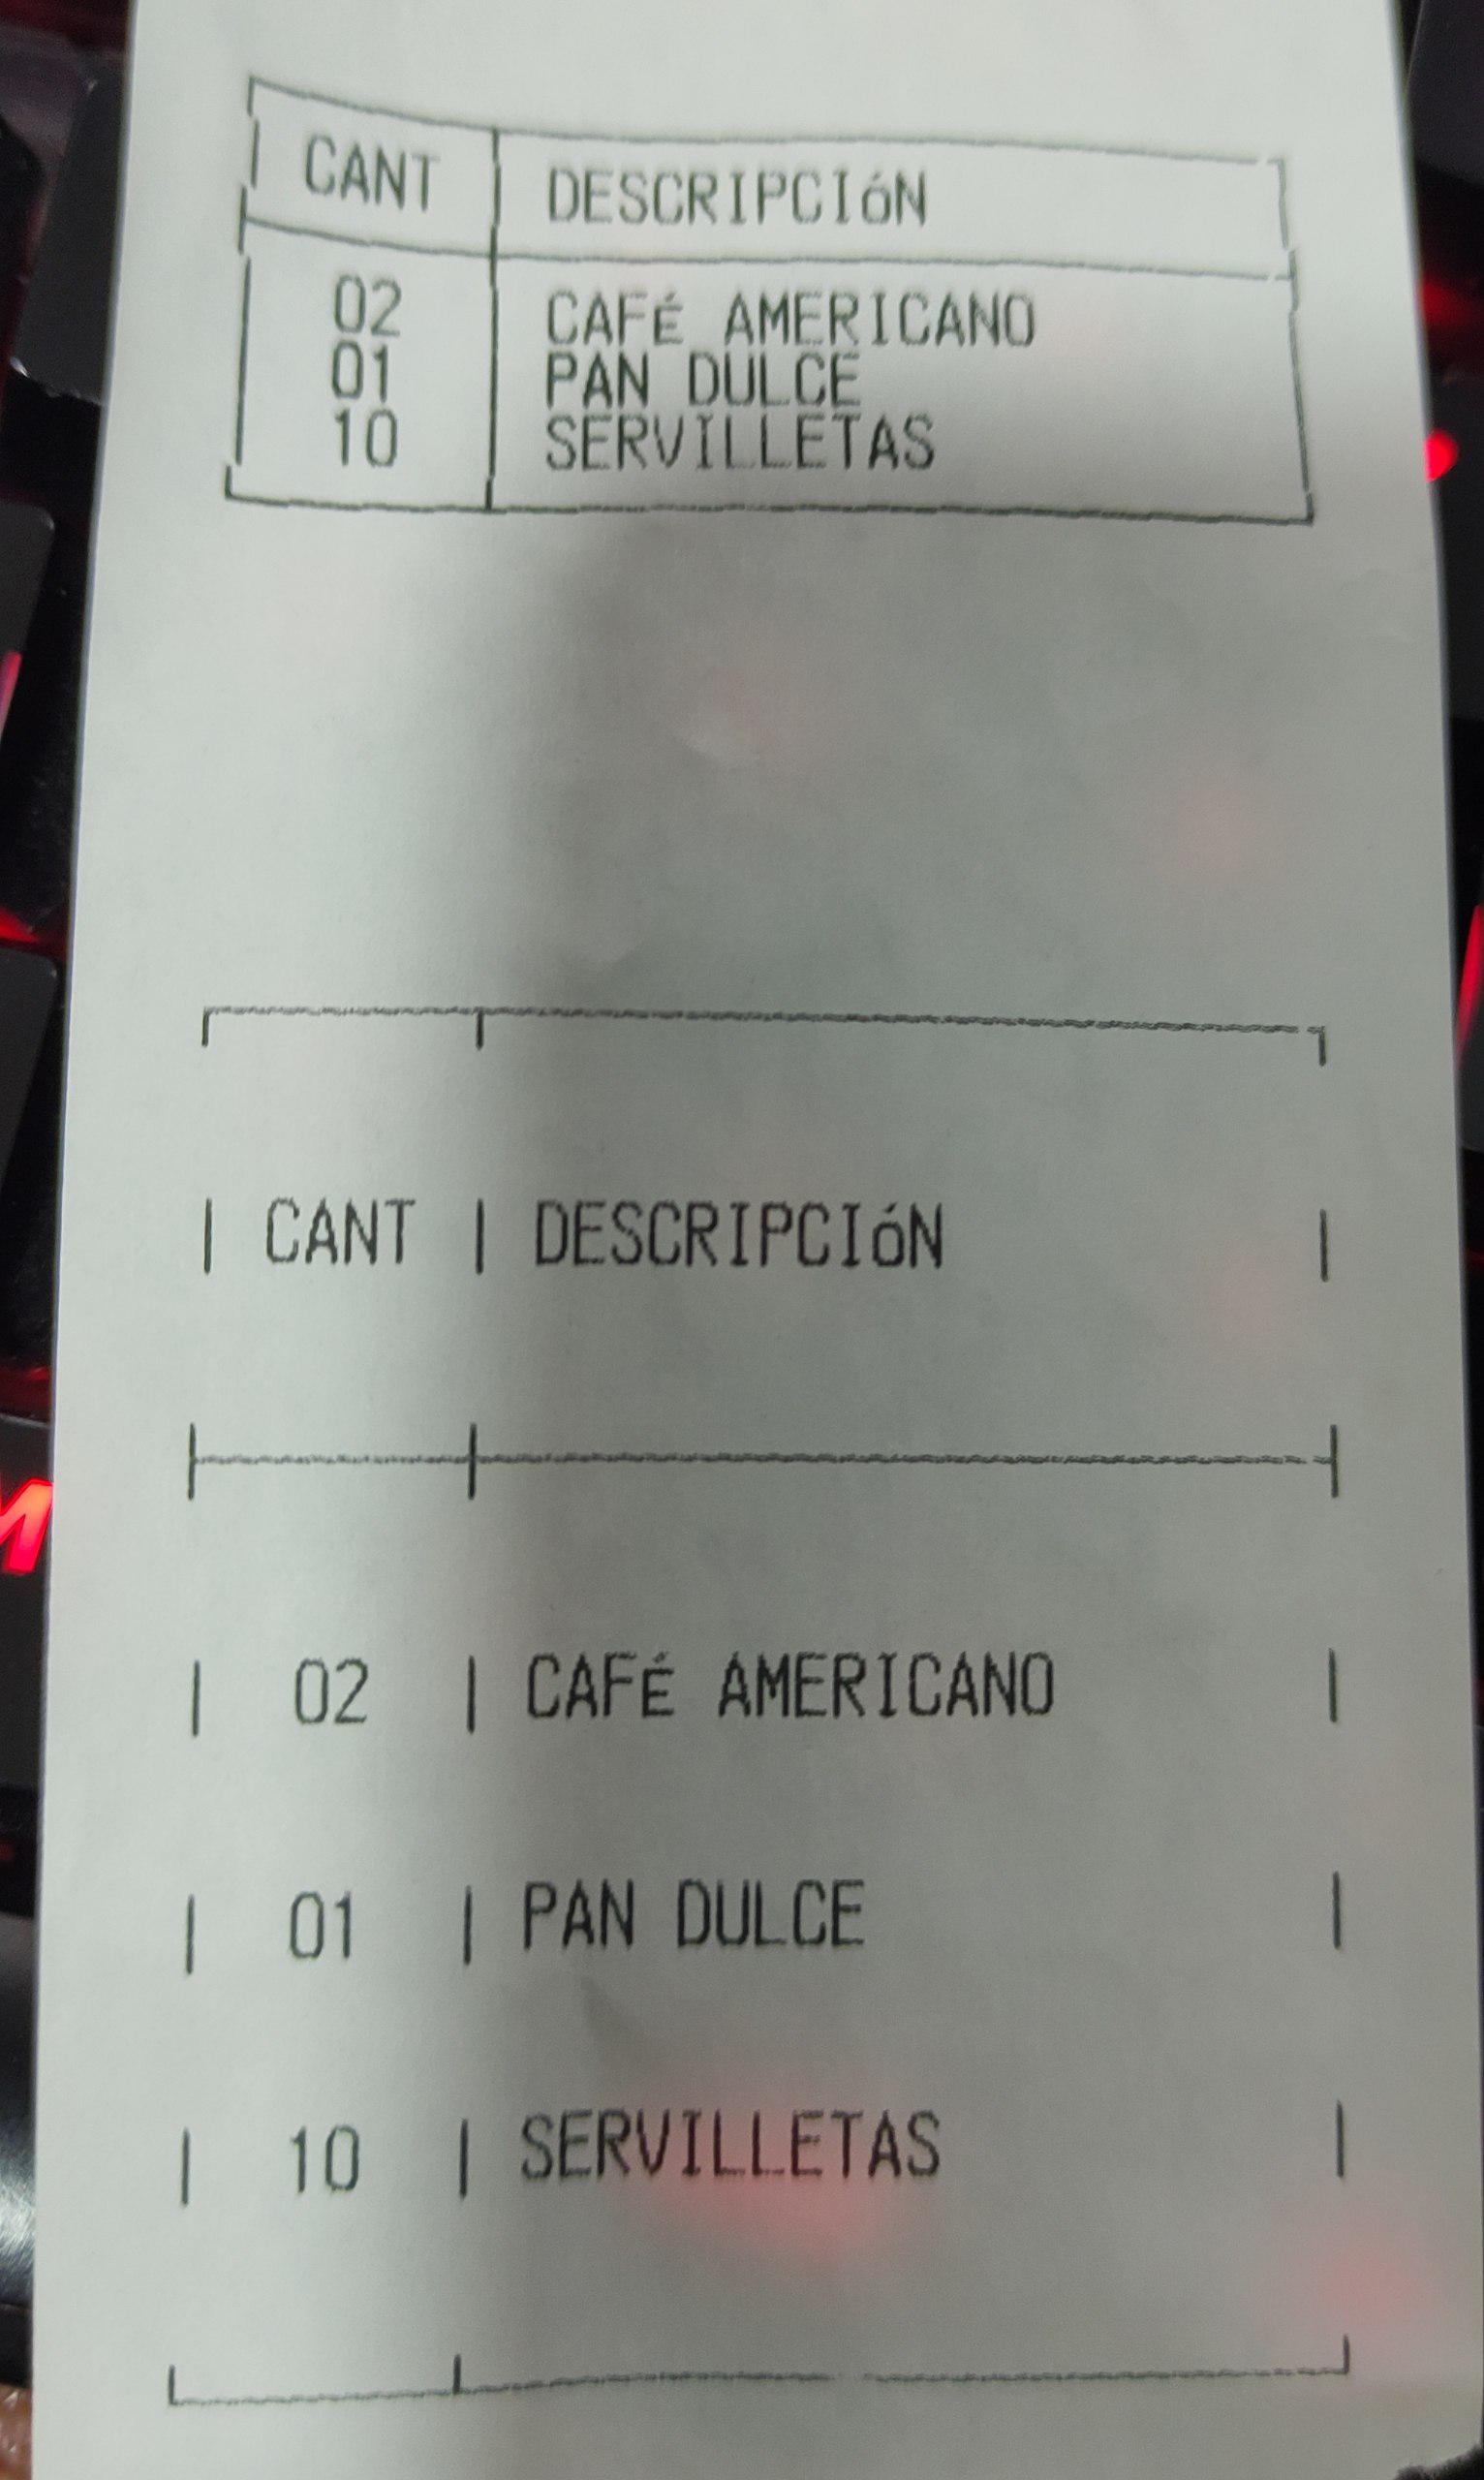 CANT DESCRIPCIóN
02 CAFÉ AMERICANO
01 PAN DULCE
10 SERVILLETAS
CANT DESCRIPCIóN
02 CAFÉ AMERICANO
01 PAN DULCE
10 SERVILLETAS
M